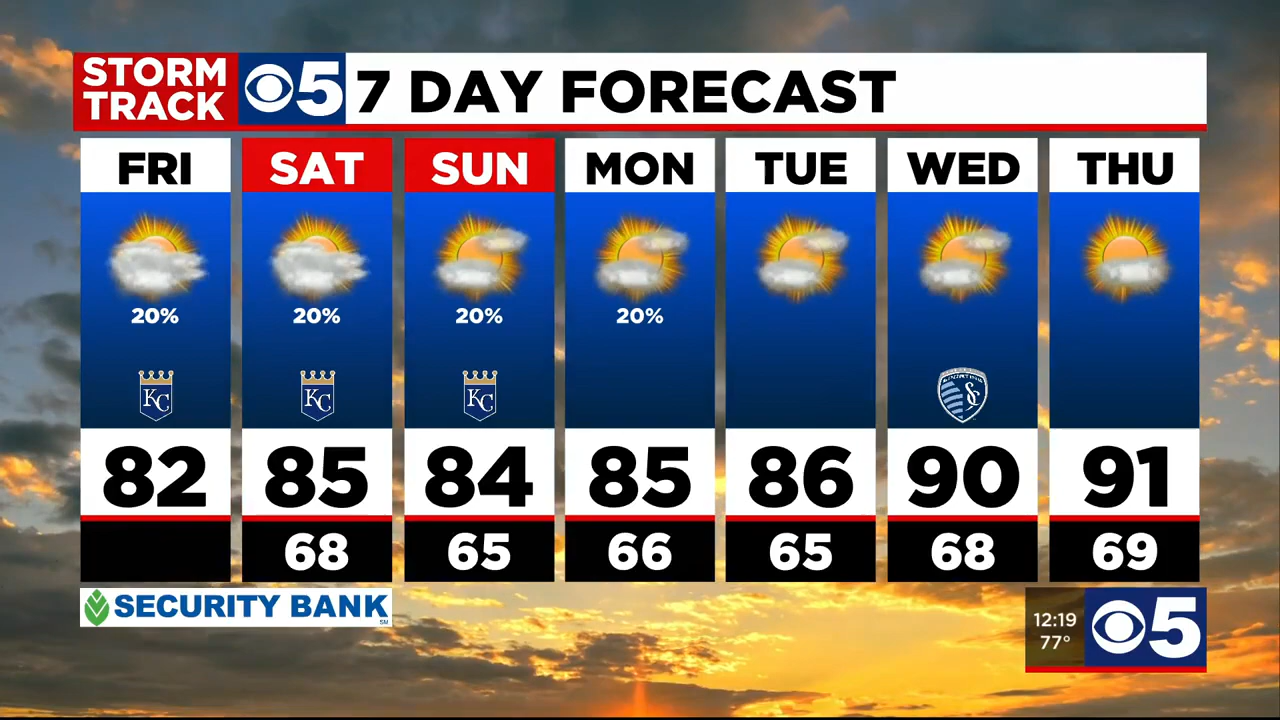 STORM
TRACK
5
7 DAY FORECAST
FRI SAT SUN MON TUE WED THU
20% 20% 20% 20%
KC KC KC SC
82 85 84 85 86 90 91
68 65 66 65 68 69
SECURITY BANK SM
12:19
77°
5